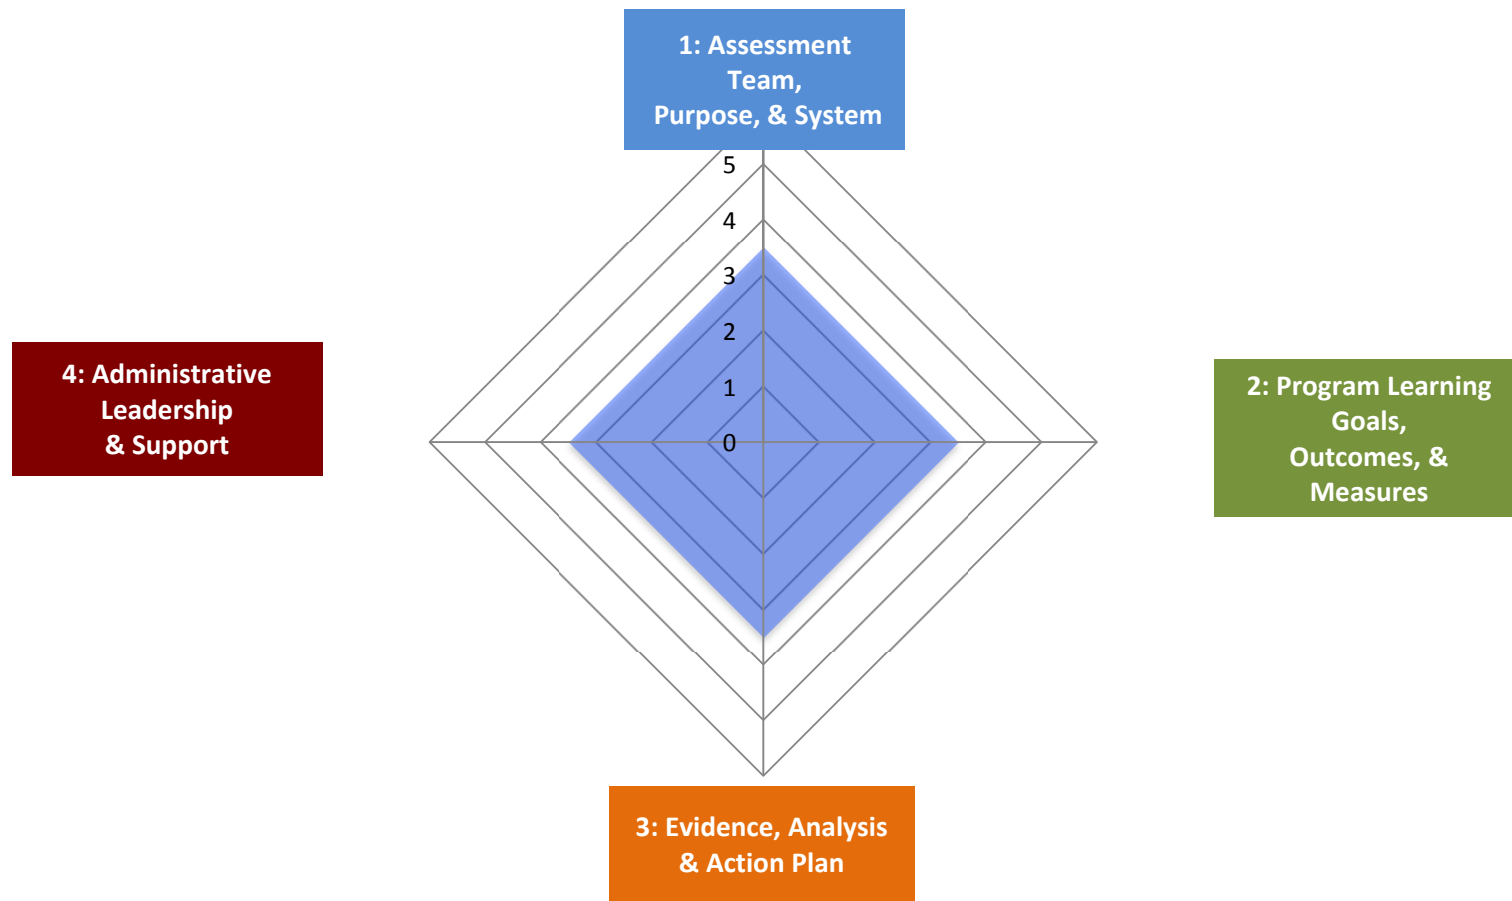 1: Assessment
Team,
Purpose, & System
5
4
3
2
1
0
4: Administrative
Leadership
& Support
2: Program Learning
Goals,
Outcomes, &
Measures
3: Evidence, Analysis
& Action Plan